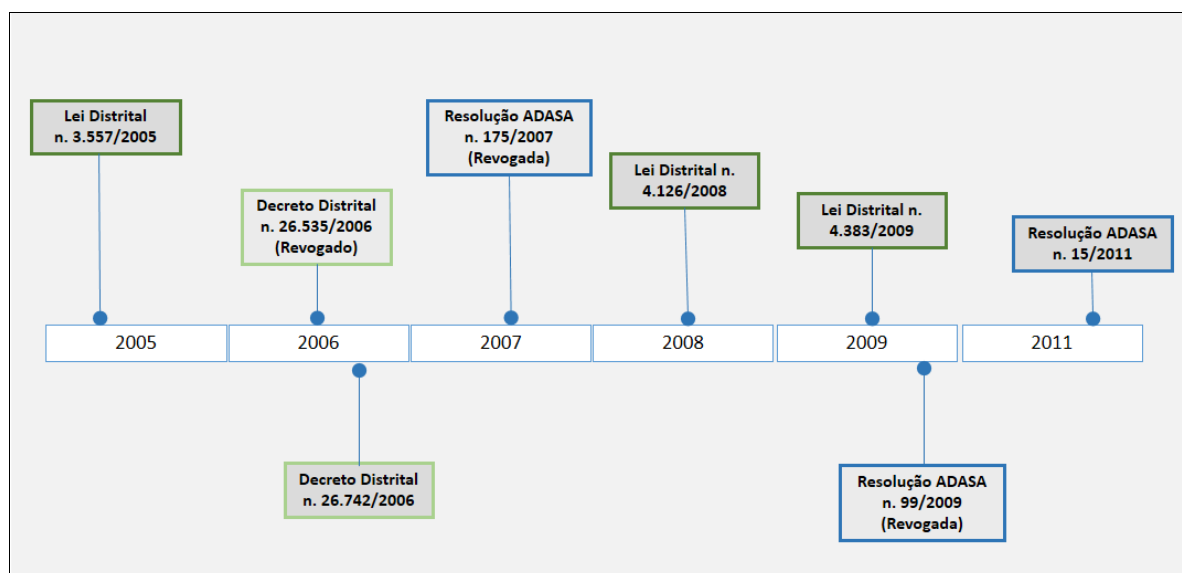 Lei Distrital
n. 3.557/2005
Resolução ADASA
n. 175/2007
(Revogada)
Lei Distrital n.
4.126/2008
Decreto Distrital
n. 26.535/2006
(Revogado)
Lei Distrital n.
4.383/2009
Resolução ADASA
n. 15/2011
2005
2006
2007
2008
2009
2011
Decreto Distrital
n. 26.742/2006
Resolução ADASA
n. 99/2009
(Revogada)